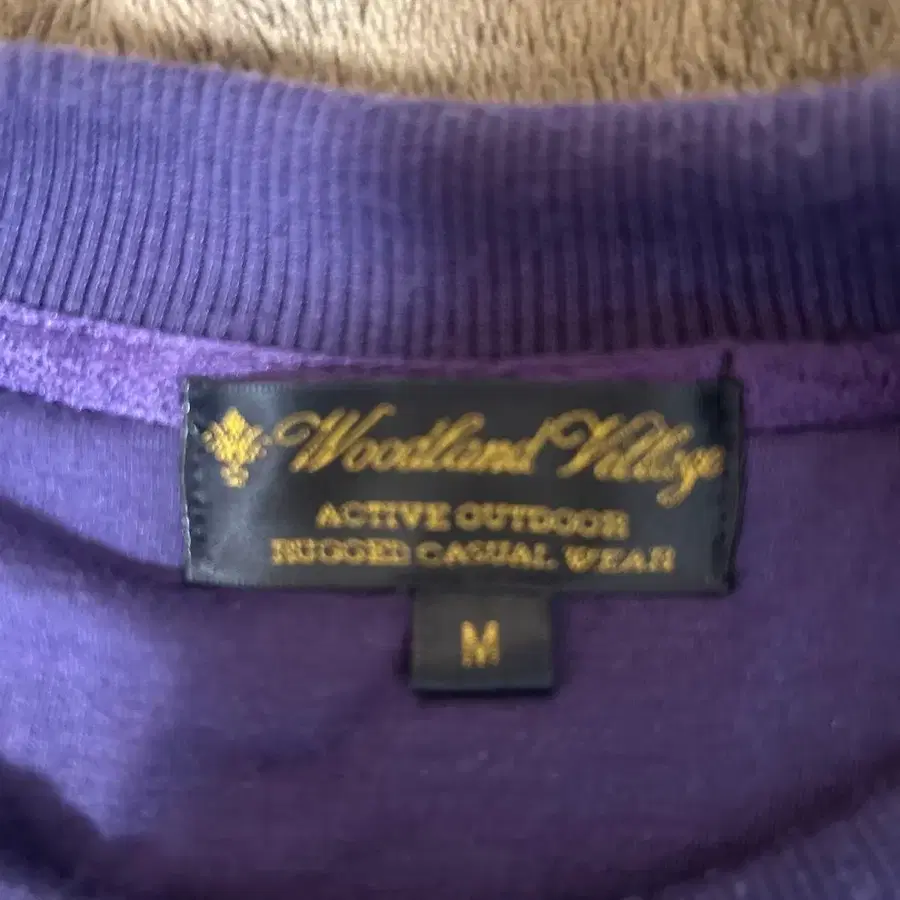 Woodland Village
ACTIVE OUTDOOR
RUGGED CASUAL WEAR
M